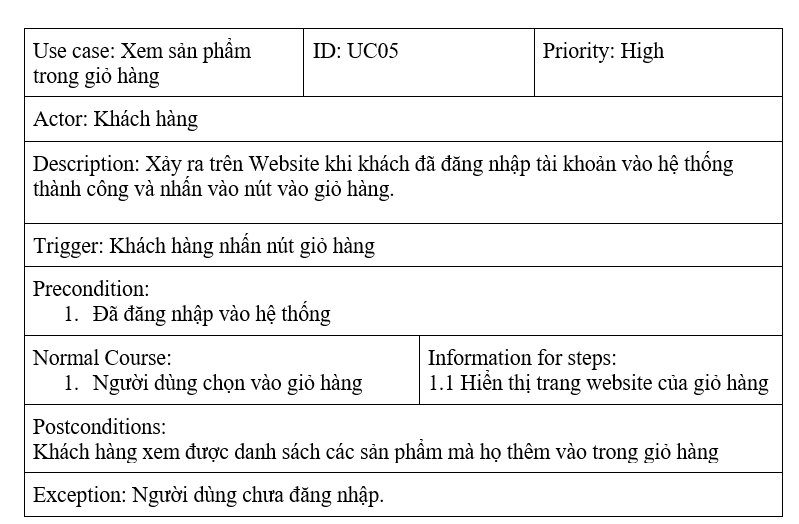 Use case: Xem sản phẩm
trong giỏ hàng
ID: UC05
Priority: High
Actor: Khách hàng
Description: Xảy ra trên Website khi khách đã đăng nhập tài khoản vào hệ thống
thành công và nhấn vào nút vào giỏ hàng.
Trigger: Khách hàng nhấn nút giỏ hàng
Precondition:
1. Đã đăng nhập vào hệ thống
Normal Course:
1. Người dùng chọn vào giỏ hàng
Information for steps:
1.1 Hiển thị trang website của giỏ hàng
Postconditions:
Khách hàng xem được danh sách các sản phẩm mà họ thêm vào trong giỏ hàng
Exception: Người dùng chưa đăng nhập.